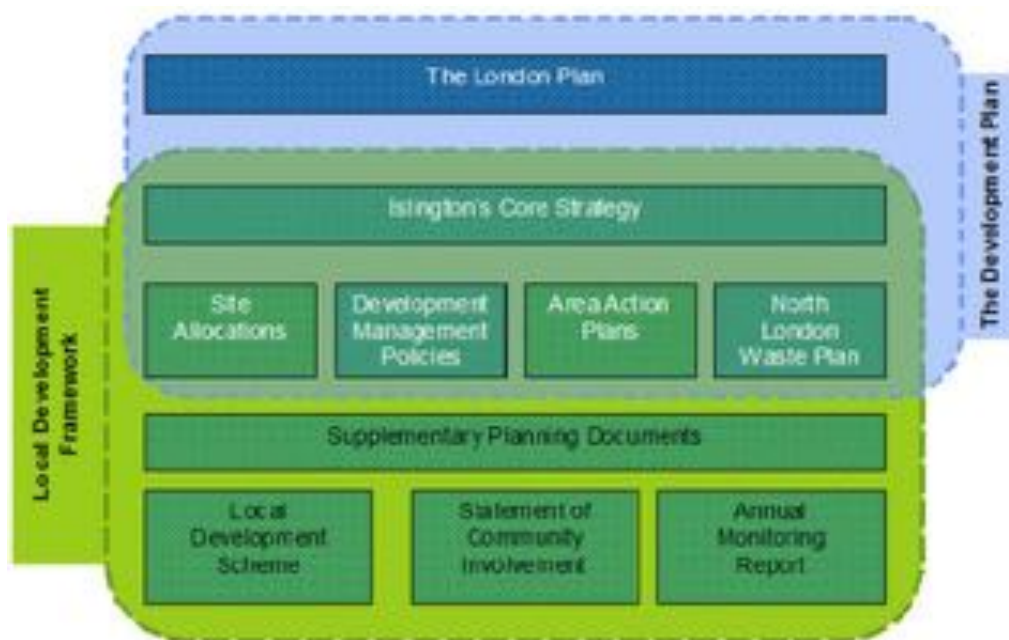 The London Plan
Islington's Core Strategy
Site
Allocations
Development
Management
Policies
Area Action
Plans
North
London
Waste Plan
Supplementary Planning Documents
Local
Development
Scheme
Statement of
Community
Involvement
Annual
Monitoring
Report
Local Development
Framework
The Development Plan